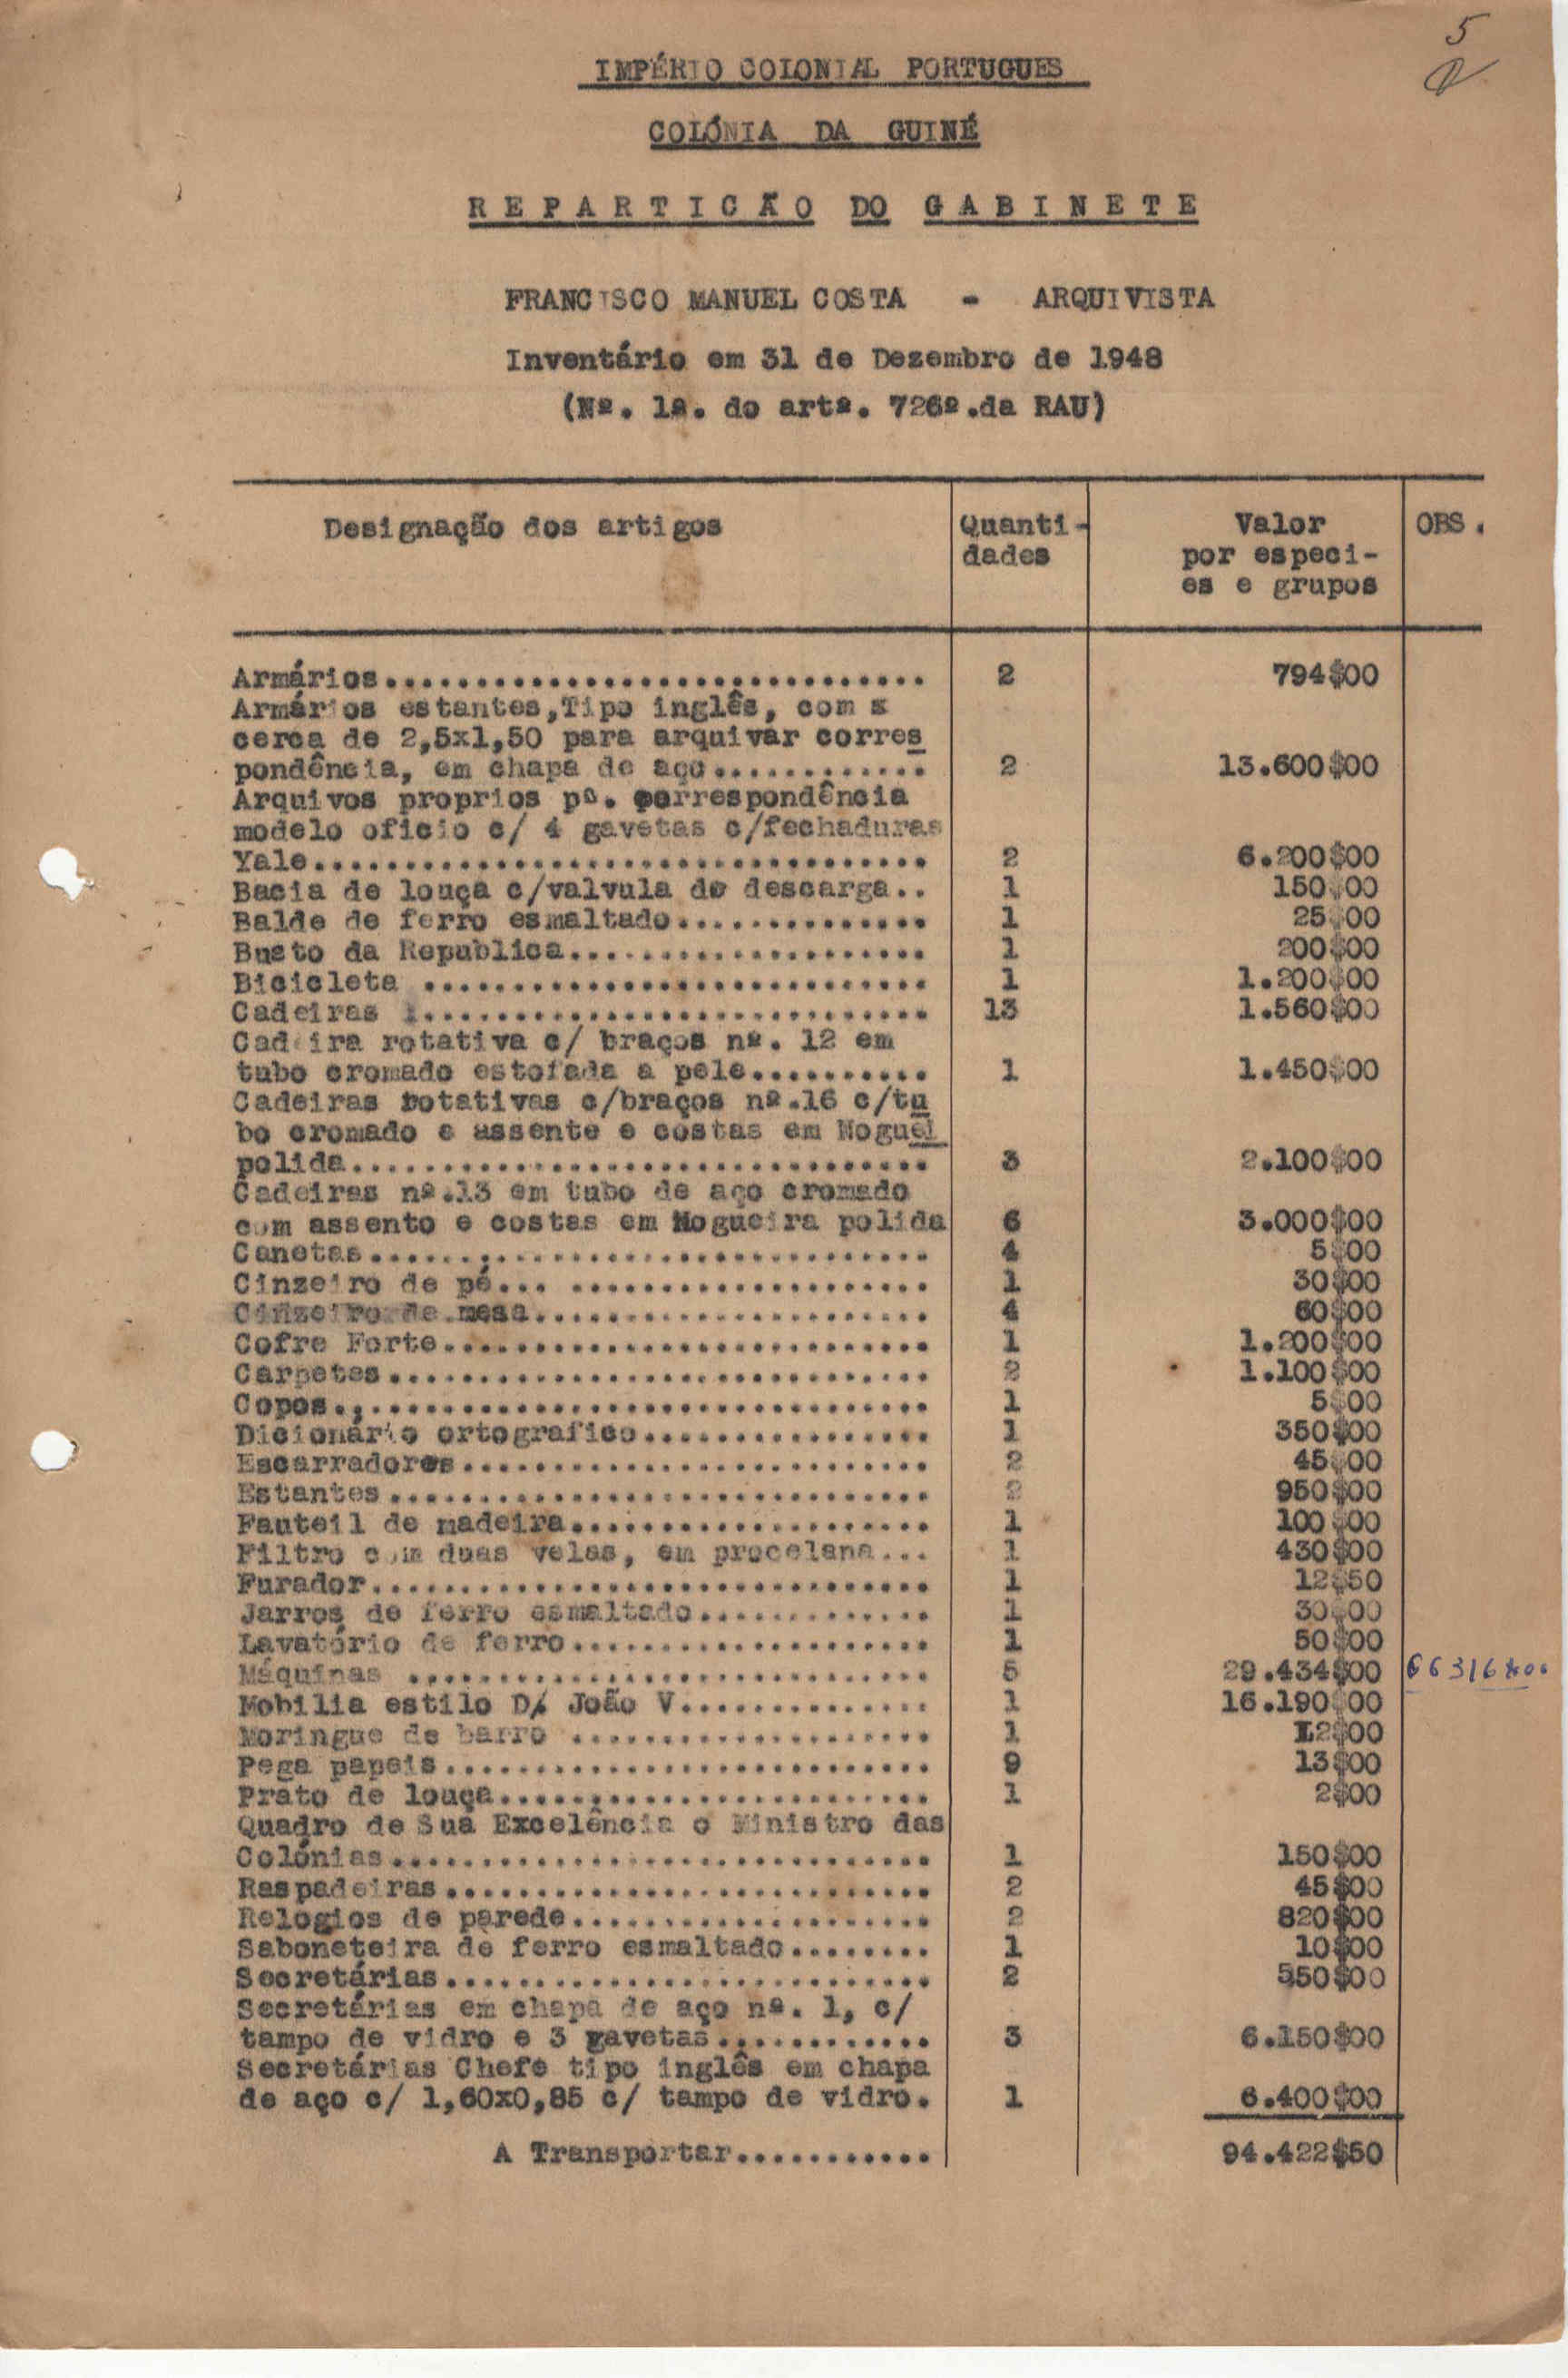 5
IMPÉRIO COLONIAL PORTUGUES
COLÓNIA DA GUINÉ
REPARTICÃO DO GABINETE
FRANCISCO MANUEL COSTA - ARQUIVISTA
Inventário em 31 de Dezembro de 1948
(Nº. 1º. do artº. 726º.da RAU)
Designação dos artigos Quanti- Valor OBS.
dades por especi-
es e grupos
Armários.............................. 2 794$00
Armários estantes,Tipo inglês, com x
cerca de 2,5x1,50 para arquivar corres
pondência, em chapa de aço............ 2 13.600$00
Arquivos proprios pª. correspondência
modelo oficio c/ 4 gavetas c/fechaduras
Yale.................................. 2 6.200$00
Bacia de louça c/valvula de descarga.. 1 150$00
Balde de ferro esmaltado.............. 1 25$00
Busto da Republica.................... 1 200$00
Bicicleta ............................ 1 1.200$00
Cadeiras ............................. 13 1.560$00
Cadeira rotativa c/ braços nº. 12 em
tubo cromado estofada a pele.......... 1 1.450$00
Cadeiras rotativas c/braços nº.16 c/tu
bo cromado e assente e costas em Noguei
polida................................ 3 2.100$00
Cadeiras nº.13 em tubo de aço cromado
com assento e costas em Nogueira polida 6 3.000$00
Canetas............................... 4 5$00
Cinzeiro de pé... .................... 1 30$00
Cinzeiro de mesa...................... 4 60$00
Cofre Forte........................... 1 1.200$00
Carpetes.............................. 2 1.100$00
Copos.,............................... 1 5$00
Dicionário ortografico................ 1 350$00
Escarradores.......................... 2 45$00
Estantes.............................. 2 950$00
Fauteil de madeira.................... 1 100$00
Filtro com duas velas, em procelana... 1 430$00
Furador............................... 1 12$50
Jarros de ferro esmaltado............. 1 30$00
Lavatório de ferro.................... 1 50$00
Máquinas ............................. 5 29.434$00 66316$00
Mobilia estilo D/ João V.............. 1 16.190$00
Moringue de barro .................... 1 12$00
Pega papeis........................... 9 13$00
Prato de louça........................ 1 2$00
Quadro de Sua Excelência o Ministro das
Colónias.............................. 1 150$00
Raspadeiras........................... 2 45$00
Relogios de parede.................... 2 820$00
Saboneteira de ferro esmaltado........ 1 10$00
Secretárias........................... 2 550$00
Secretárias em chapa de aço nº. 1, c/
tampo de vidro e 3 gavetas............ 3 6.150$00
Secretárias Chefe tipo inglês em chapa
de aço c/ 1,60x0,85 c/ tampo de vidro. 1 6.400$00
A Transportar........... 94.422$50